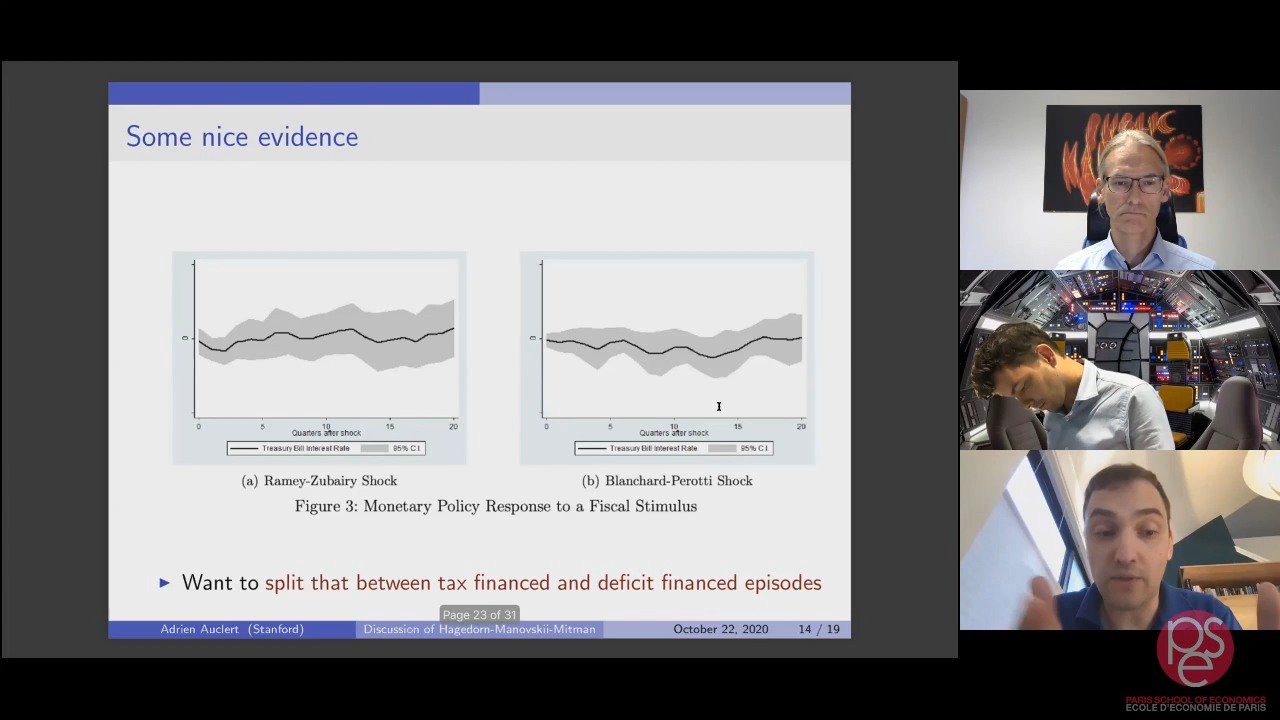 Some nice evidence
0
0 5 10 15 20
Quarters after shock
Treasury Bill Interest Rate 95% C.I.
(a) Ramey-Zubairy Shock
0
0 5 10 15 20
Quarters after shock
Treasury Bill Interest Rate 95% C.I.
(b) Blanchard-Perotti Shock
Figure 3: Monetary Policy Response to a Fiscal Stimulus
Want to split that between tax financed and deficit financed episodes
Page 23 of 31
Adrien Auclert (Stanford) Discussion of Hagedorn-Manovskii-Mitman October 22, 2020 14 / 19
PUBLIC
pse
PARIS SCHOOL OF ECONOMICS
ECOLE D'ECONOMIE DE PARIS